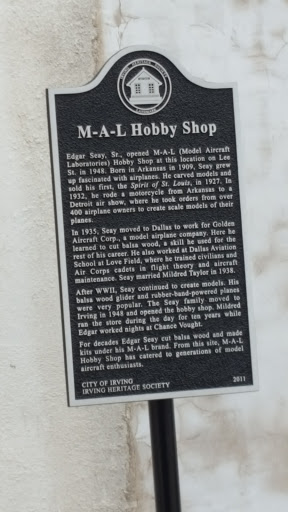 M-A-L Hobby Shop
Edgar Seay, Sr., opened M-A-L (Model Aircraft
Laboratories) Hobby Shop at this location on Lee
St. in 1948. Born in Arkansas in 1909, Seay grew
up fascinated with airplanes. He carved models and
sold his first, the Spirit of St. Louis, in 1927. In
1932, he rode a motorcycle from Arkansas to a
Detroit air show, where he took orders from over
400 airplane owners to create scale models of their
planes.
In 1935, Seay moved to Dallas to work for Golden
Aircraft Corp., a model airplane company. Here he
learned to cut balsa wood, a skill he used for the
rest of his career. He also worked at Dallas Aviation
School at Love Field, where he trained civilians and
Air Corps cadets in flight theory and aircraft
maintenance. Seay married Mildred Taylor in 1938.
After WWII, Seay continued to create models. His
balsa wood glider and rubber-band-powered planes
were very popular. The Seay family moved to
Irving in 1948 and opened the hobby shop. Mildred
ran the store during the day for ten years while
Edgar worked nights at Chance Vought.
For decades Edgar Seay cut balsa wood and made
kits under his M-A-L brand. From this site, M-A-L
Hobby Shop has catered to generations of model
aircraft enthusiasts.
CITY OF IRVING
IRVING HERITAGE SOCIETY 2011